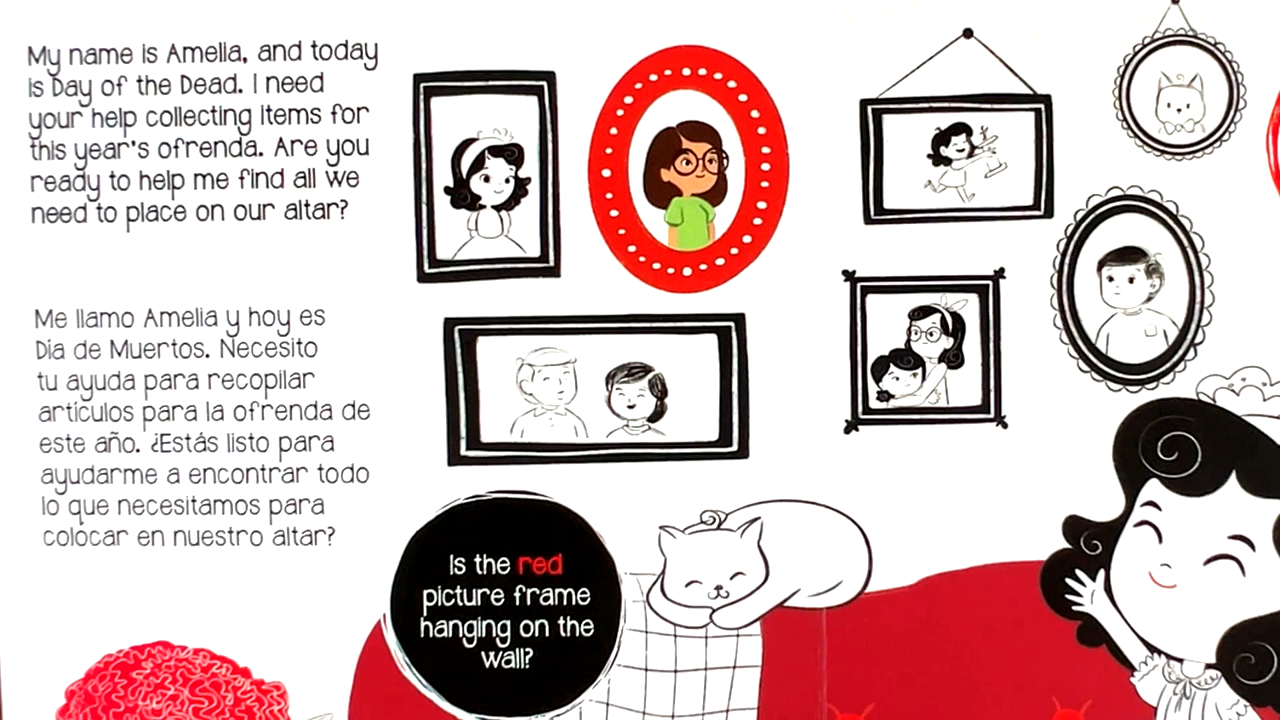 My name is Amelia, and today
is Day of the Dead. I need
your help collecting items for
this year's ofrenda. Are you
ready to help me find all we
need to place on our altar?
Me llamo Amelia y hoy es
Día de Muertos. Necesito
tu ayuda para recopilar
artículos para la ofrenda de
este año. ¿Estás listo para
ayudarme a encontrar todo
lo que necesitamos para
colocar en nuestro altar?
Is the red
picture frame
hanging on the
wall?